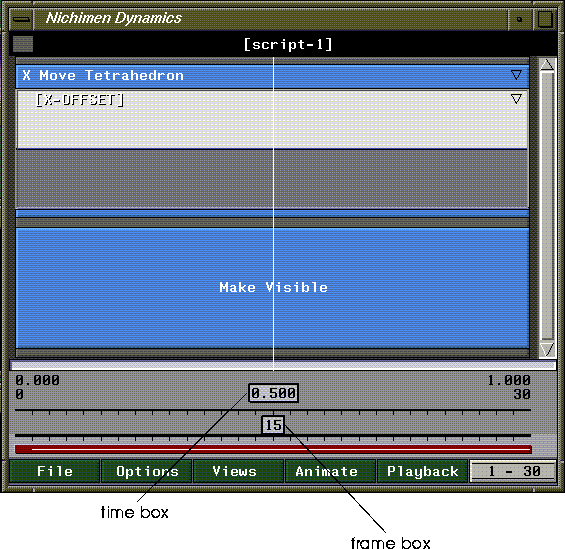 Nichimen Dynamics
[script-1]
X Move Tetrahedron
[X-OFFSET]
Make Visible
0.000 1.000
0 0.500 30
15
File Options Views Animate Playback 1 - 30
time box
frame box